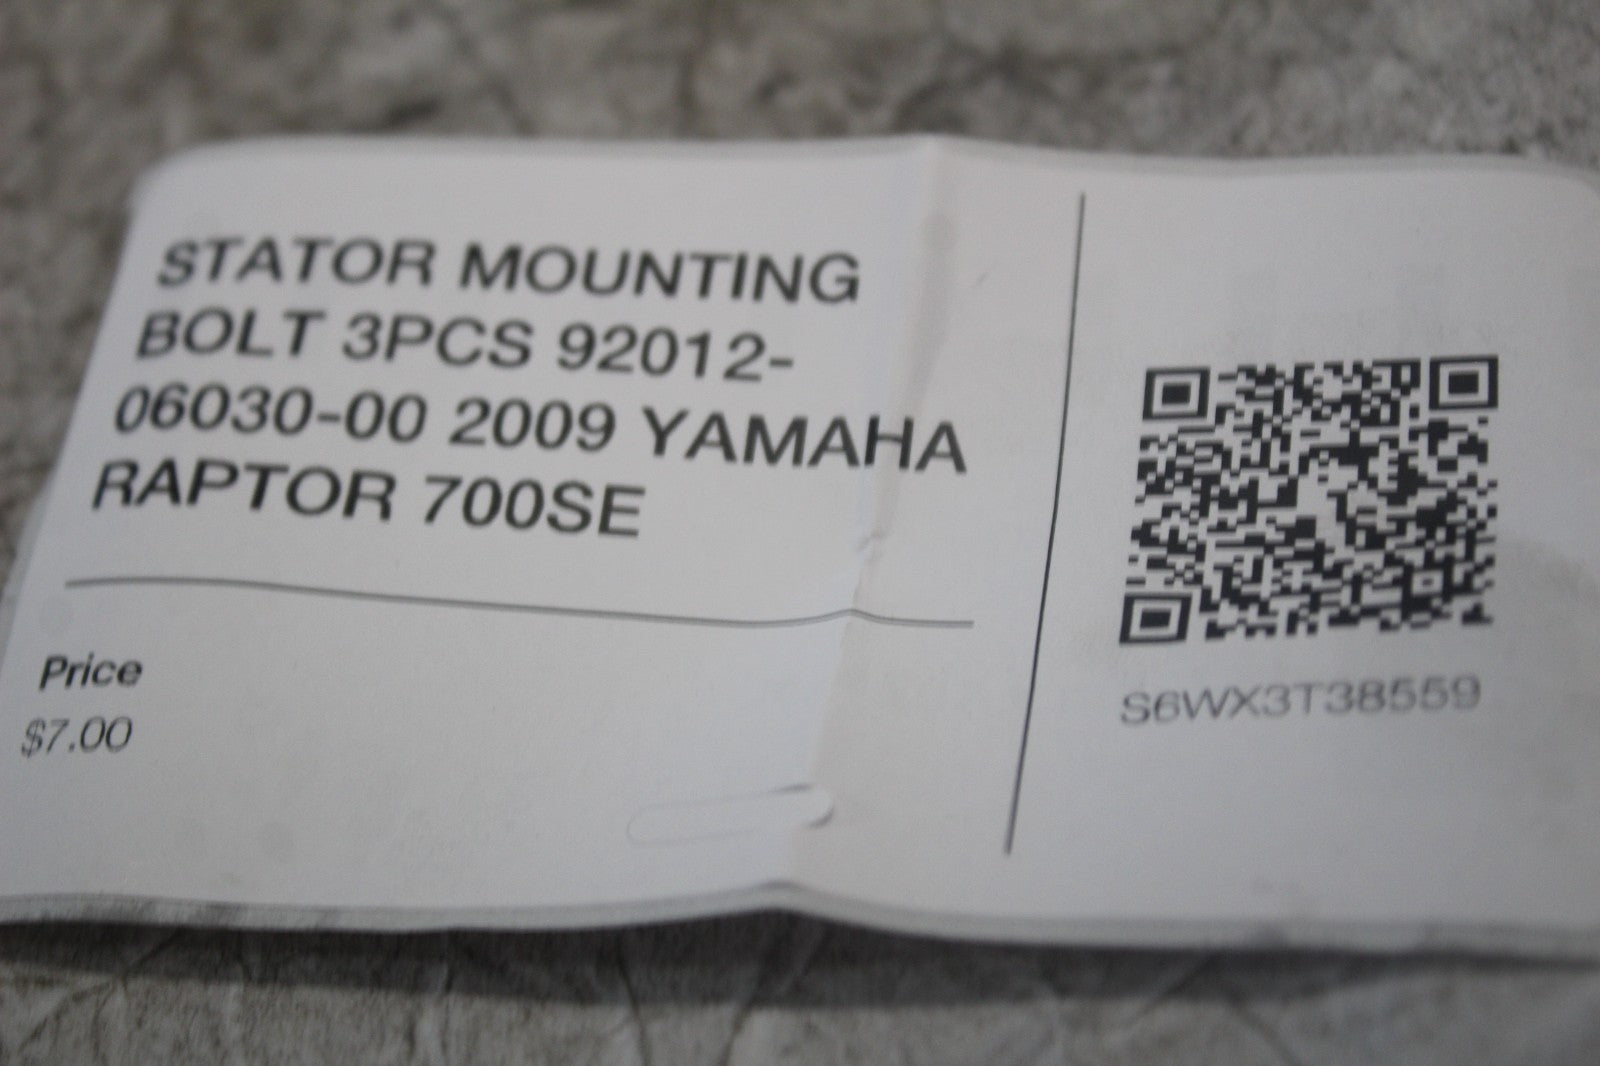 STATOR MOUNTING
BOLT 3PCS 92012-
06030-00 2009 YAMAHA
RAPTOR 700SE
Price
$7.00
S6WX3T38559